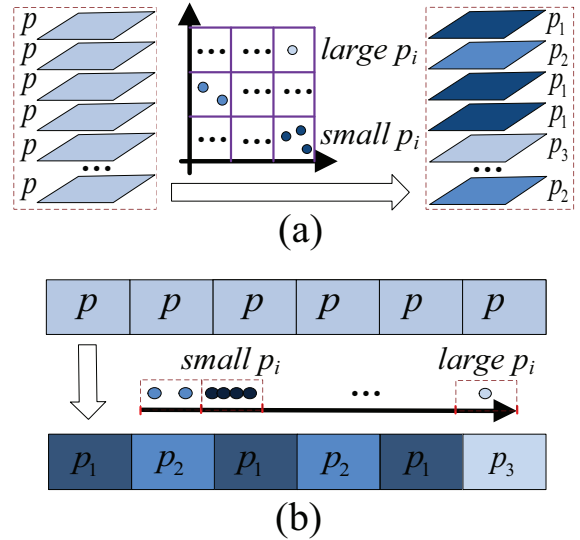 p
p
p
p
p
...
p
... ... large p_i
... ...
... ... small p_i
p_1
p_2
p_1
p_1
p_3
...
p_2
(a)
p p p p p p
small p_i large p_i
...
p_1 p_2 p_1 p_2 p_1 p_3
(b)